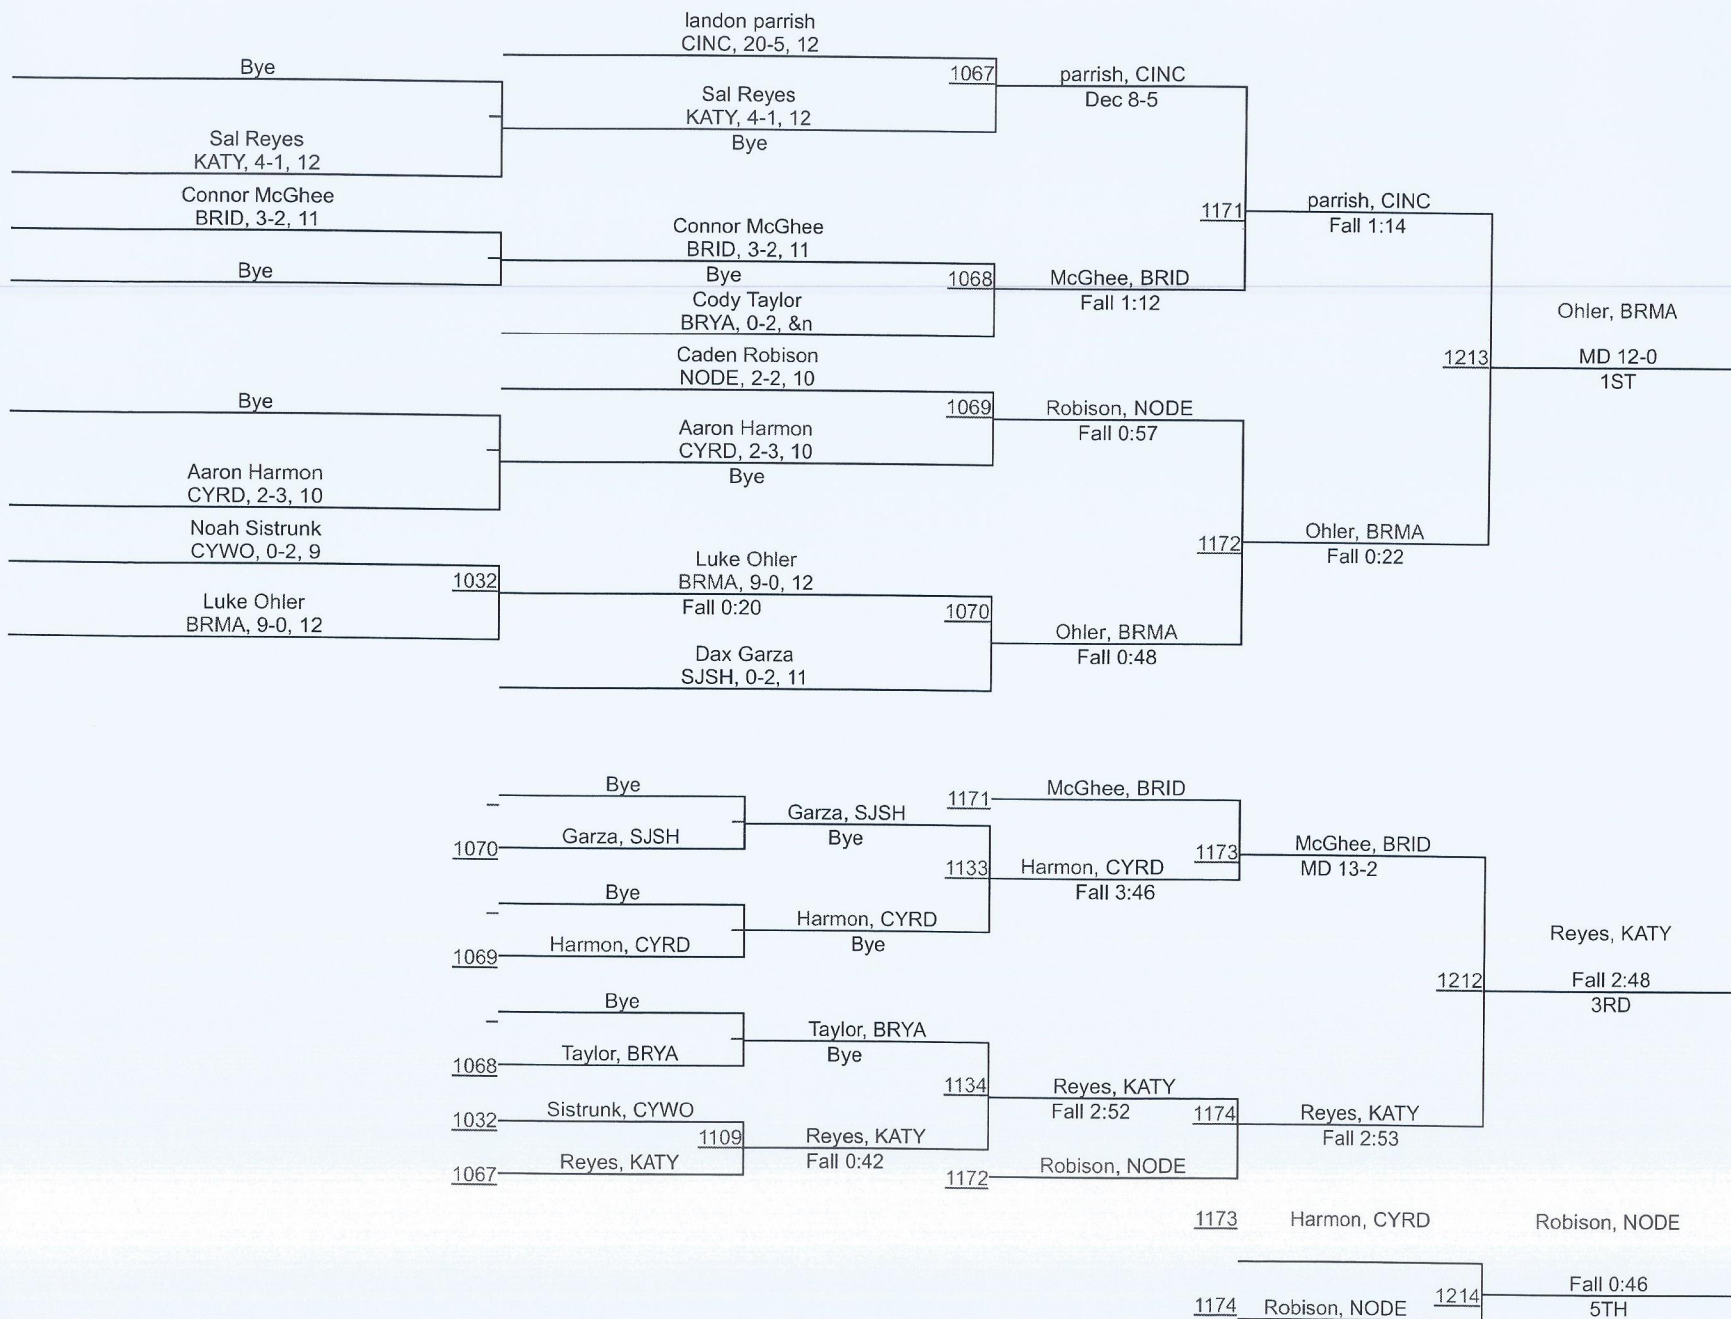 landon parrish
CINC, 20-5, 12
Bye
1067
parrish, CINC
Dec 8-5
Sal Reyes
KATY, 4-1, 12
Bye
Sal Reyes
KATY, 4-1, 12
Connor McGhee
BRID, 3-2, 11
1171
parrish, CINC
Fall 1:14
Connor McGhee
BRID, 3-2, 11
Bye
Bye
1068
McGhee, BRID
Fall 1:12
Cody Taylor
BRYA, 0-2, &n
Ohler, BRMA
1213
MD 12-0
1ST
Caden Robison
NODE, 2-2, 10
Bye
1069
Robison, NODE
Fall 0:57
Aaron Harmon
CYRD, 2-3, 10
Bye
Aaron Harmon
CYRD, 2-3, 10
Noah Sistrunk
CYWO, 0-2, 9
1172
Ohler, BRMA
Fall 0:22
1032
Luke Ohler
BRMA, 9-0, 12
Fall 0:20
Luke Ohler
BRMA, 9-0, 12
1070
Ohler, BRMA
Fall 0:48
Dax Garza
SJSH, 0-2, 11
Bye
1171
McGhee, BRID
Garza, SJSH
Bye
1070
Garza, SJSH
1173
McGhee, BRID
MD 13-2
1133
Harmon, CYRD
Fall 3:46
Bye
Harmon, CYRD
Bye
1069
Harmon, CYRD
Reyes, KATY
1212
Fall 2:48
3RD
Bye
Taylor, BRYA
Bye
1068
Taylor, BRYA
1134
Reyes, KATY
Fall 2:52
1032
Sistrunk, CYWO
1174
Reyes, KATY
Fall 2:53
1109
Reyes, KATY
Fall 0:42
1067
Reyes, KATY
1172
Robison, NODE
1173
Harmon, CYRD
Robison, NODE
Fall 0:46
5TH
1214
1174
Robison, NODE